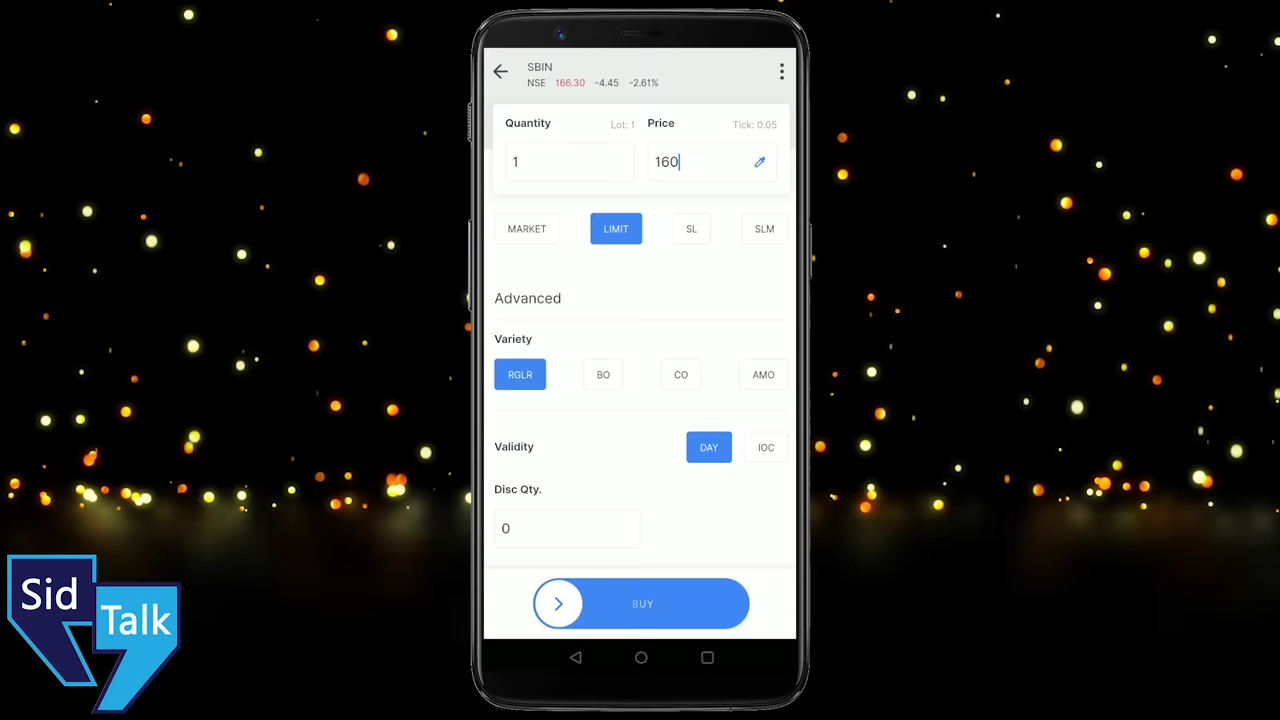 SBIN
NSE 166.30 -4.45 -2.61%
Quantity Lot: 1 Price Tick: 0.05
1 160
MARKET LIMIT SL SLM
Advanced
Variety
RGLR BO CO AMO
Validity DAY IOC
Disc Qty.
0
BUY
Sid
Talk